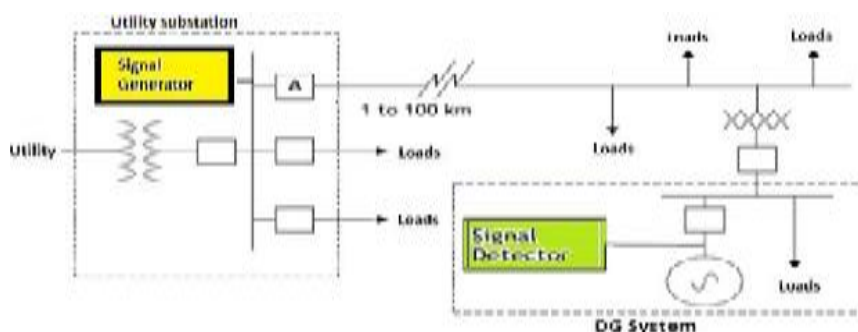 Utility substation
Signal
Generator
A
1 to 100 km
Utility
Loads
Loads
Loads
Loads
Loads
Signal
Detector
Loads
DG System